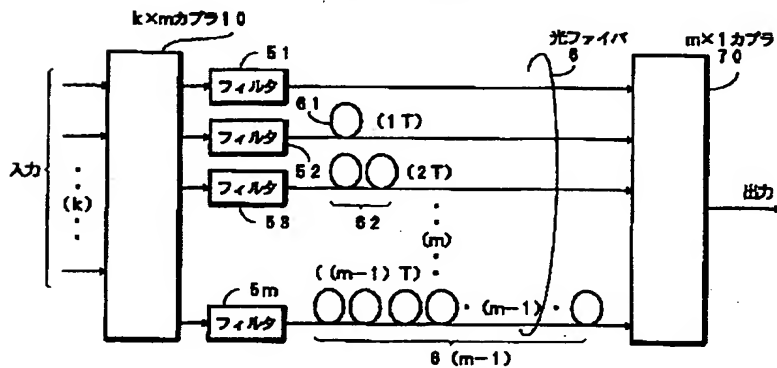 k×mカプラ10
51
光ファイバ
6
m×1カプラ
70
フィルタ
61
(1T)
フィルタ
52
(2T)
フィルタ
53
62
入力
(k)
(m)
出力
((m-1)T)
5m
フィルタ
(m-1)
6(m-1)